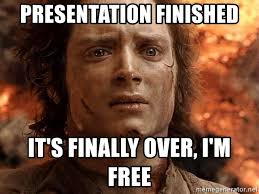 PRESENTATION FINISHED
IT'S FINALLY OVER, I'M
FREE
memegenerator.net